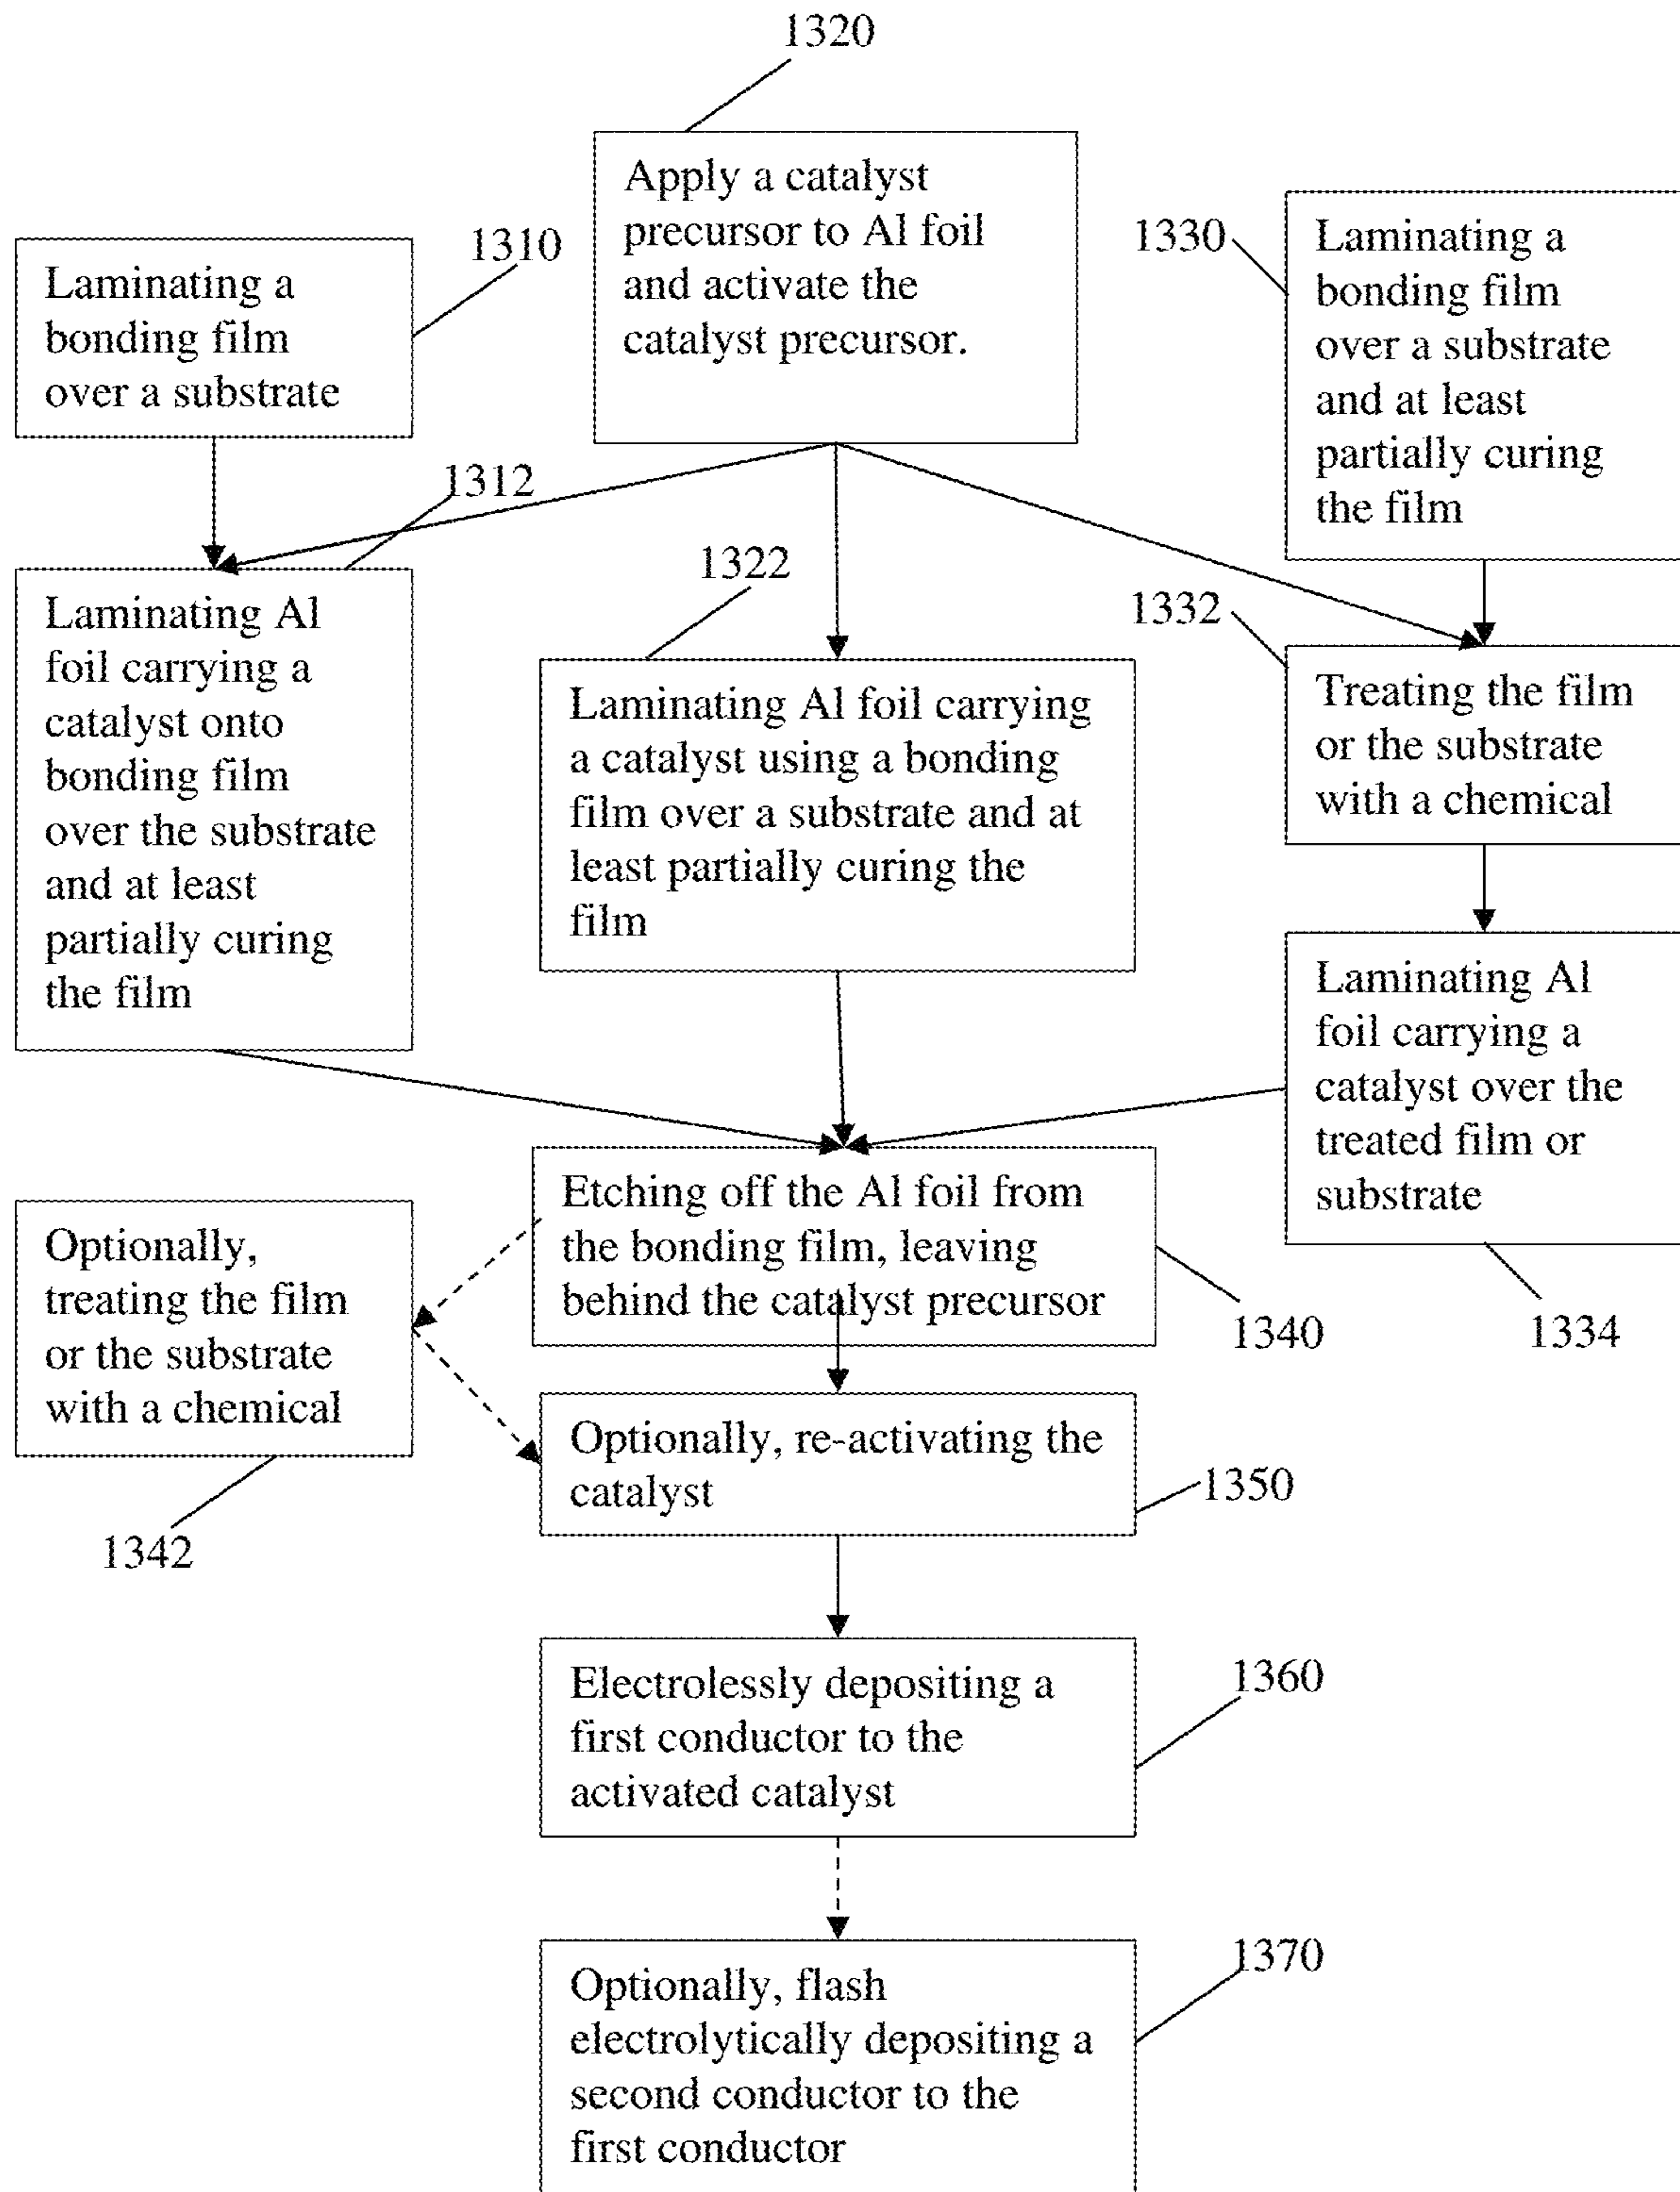 1320
Apply a catalyst
precursor to Al foil
and activate the
catalyst precursor.
1310
Laminating a
bonding film
over a substrate
1330
Laminating a
bonding film
over a substrate
and at least
partially curing
the film
1312
Laminating Al
foil carrying a
catalyst onto
bonding film
over the substrate
and at least
partially curing
the film
1322
Laminating Al foil carrying
a catalyst using a bonding
film over a substrate and at
least partially curing the
film
1332
Treating the film
or the substrate
with a chemical
Laminating Al
foil carrying a
catalyst over the
treated film or
substrate
1334
Etching off the Al foil from
the bonding film, leaving
behind the catalyst precursor
1340
Optionally,
treating the film
or the substrate
with a chemical
1342
Optionally, re-activating the
catalyst
1350
Electrolessly depositing a
first conductor to the
activated catalyst
1360
Optionally, flash
electrolytically depositing a
second conductor to the
first conductor
1370